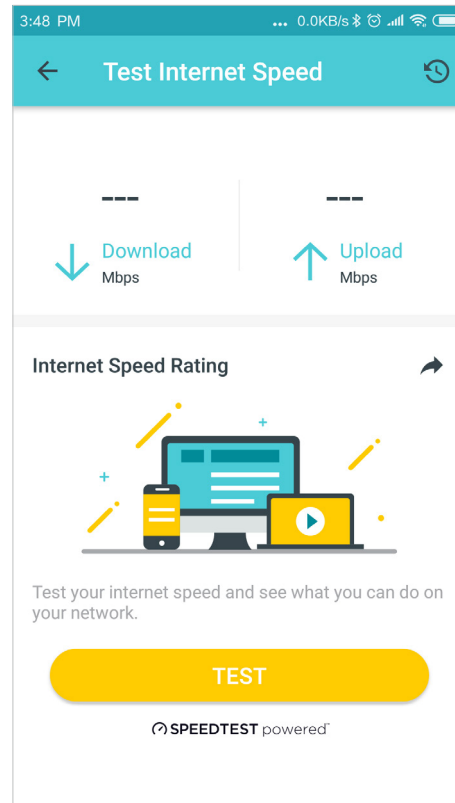 3:48 PM ... 0.0KB/s
Test Internet Speed
--- ---
Download Upload
Mbps Mbps
Internet Speed Rating
Test your internet speed and see what you can do on
your network.
TEST
SPEEDTEST powered™